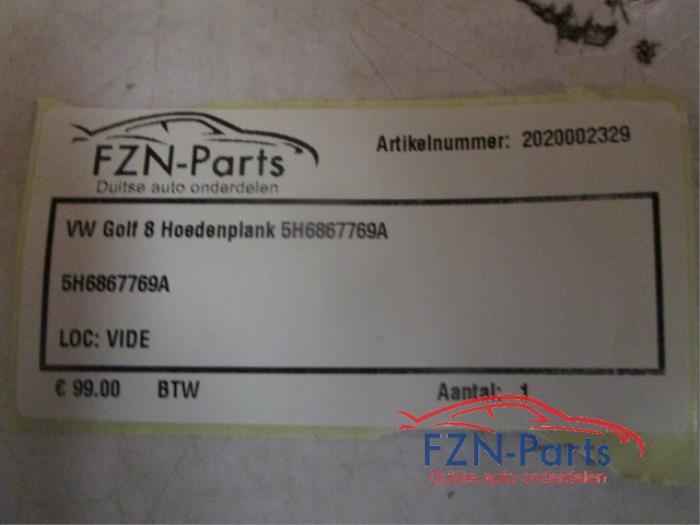 FZN-Parts
Duitse auto onderdelen
Artikelnummer: 2020002329
VW Golf 8 Hoedenplank 5H6867769A
5H6867769A
LOC: VIDE
€ 99.00 BTW Aantal: 1
FZN-Parts
Duitse auto onderdelen